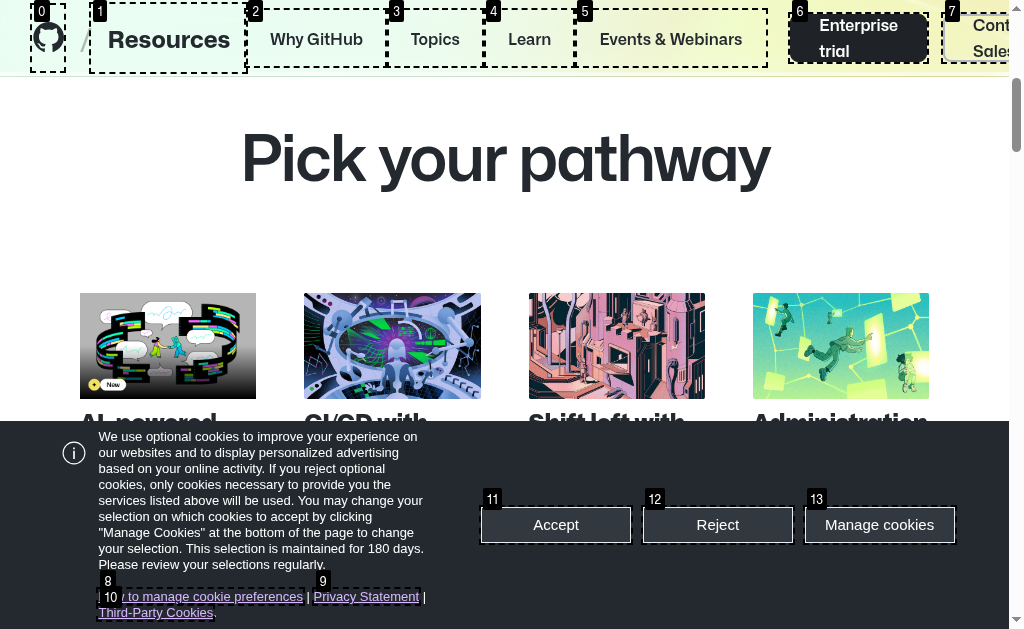 0
1
2
3
4
5
6
7
/
Resources
Why GitHub
Topics
Learn
Events & Webinars
Enterprise
trial
Cont
Sales
Pick your pathway
New
AI-powered
CI/CD with
Shift left with
Administration
We use optional cookies to improve your experience on
our websites and to display personalized advertising
based on your online activity. If you reject optional
cookies, only cookies necessary to provide you the
services listed above will be used. You may change your
selection on which cookies to accept by clicking
"Manage Cookies" at the bottom of the page to change
your selection. This selection is maintained for 180 days.
Please review your selections regularly.
8
9
10
to manage cookie preferences | Privacy Statement |
Third-Party Cookies.
11
Accept
12
Reject
13
Manage cookies